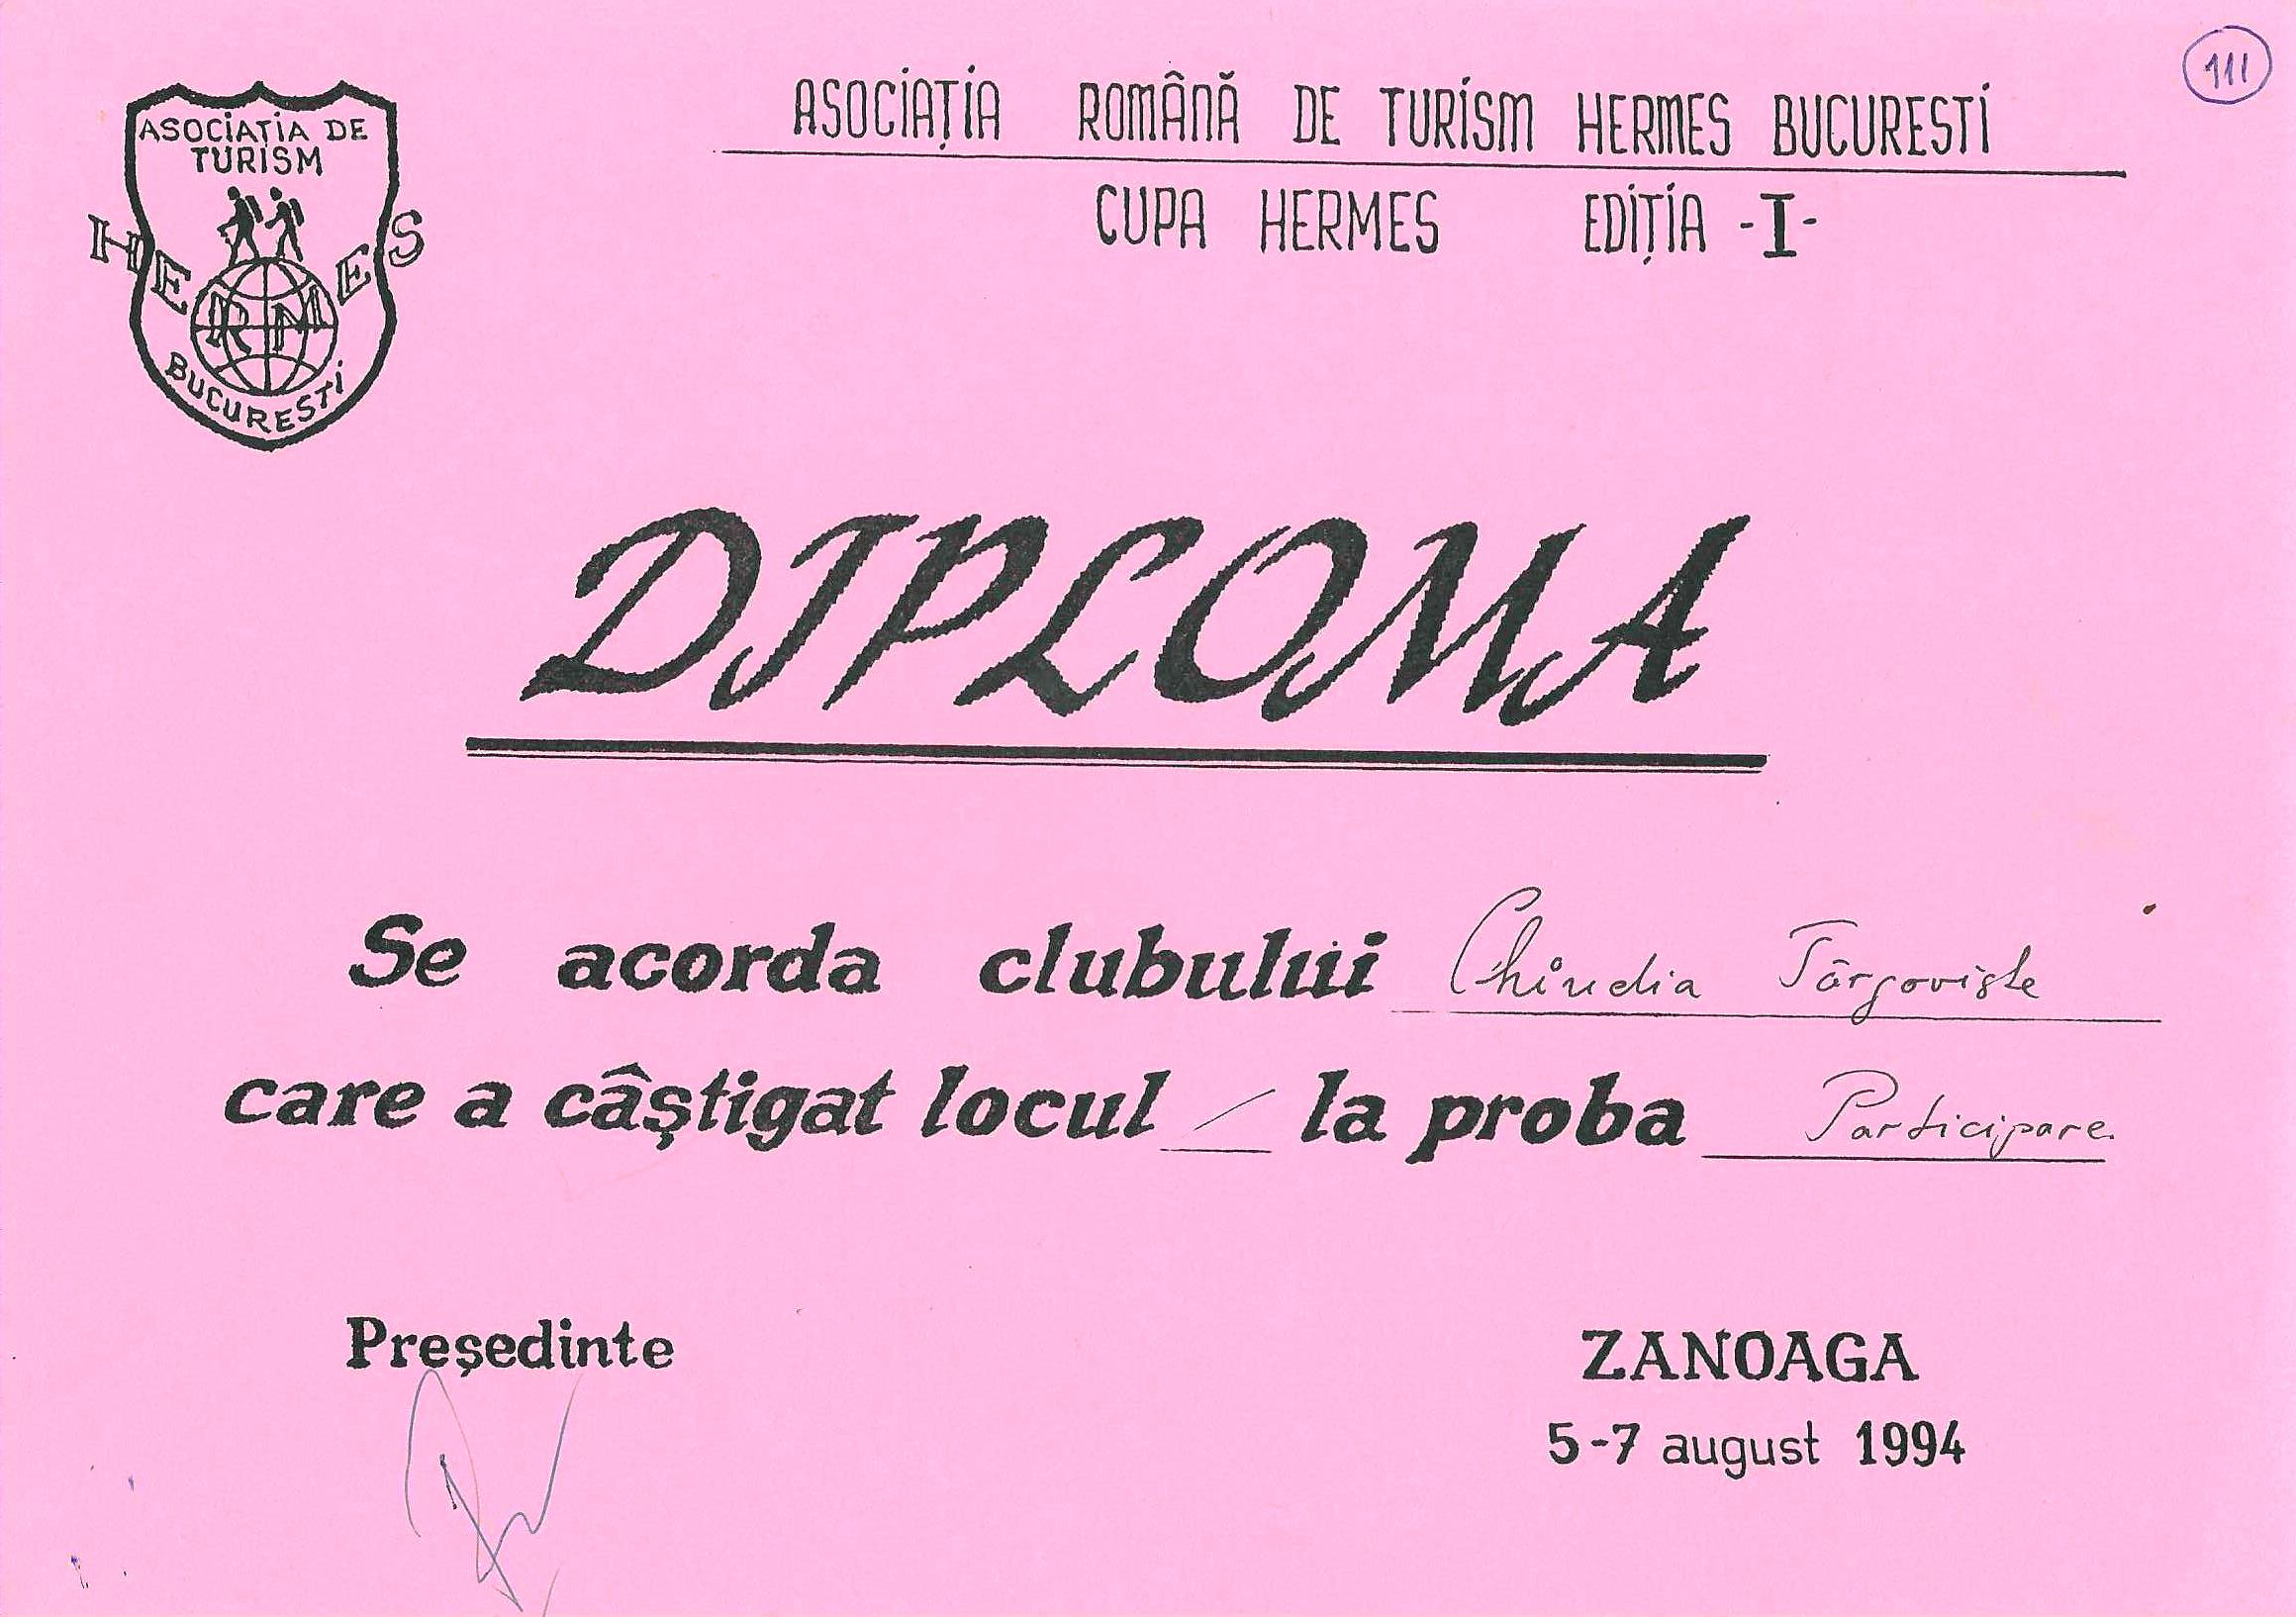 111
ASOCIAȚIA ROMÂNĂ DE TURISM HERMES BUCURESTI
CUPA HERMES EDIȚIA -I-
ASOCIAȚIA DE
TURISM
HERMES
BUCURESTI
DIPLOMA
Se acorda clubului Chindia Târgoviște
care a câștigat locul / la proba Participare.
Președinte
ZANOAGA
5-7 august 1994